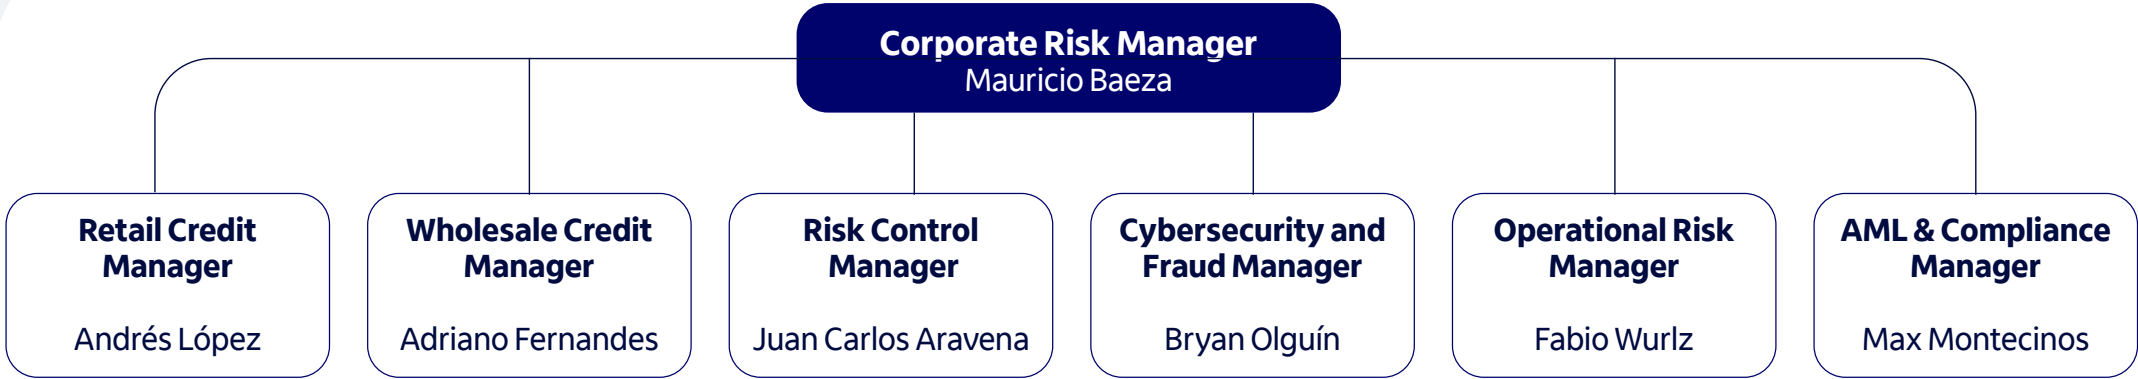 Corporate Risk Manager
Mauricio Baeza
Retail Credit
Manager
Andrés López
Wholesale Credit
Manager
Adriano Fernandes
Risk Control
Manager
Juan Carlos Aravena
Cybersecurity and
Fraud Manager
Bryan Olguín
Operational Risk
Manager
Fabio Wurlz
AML & Compliance
Manager
Max Montecinos